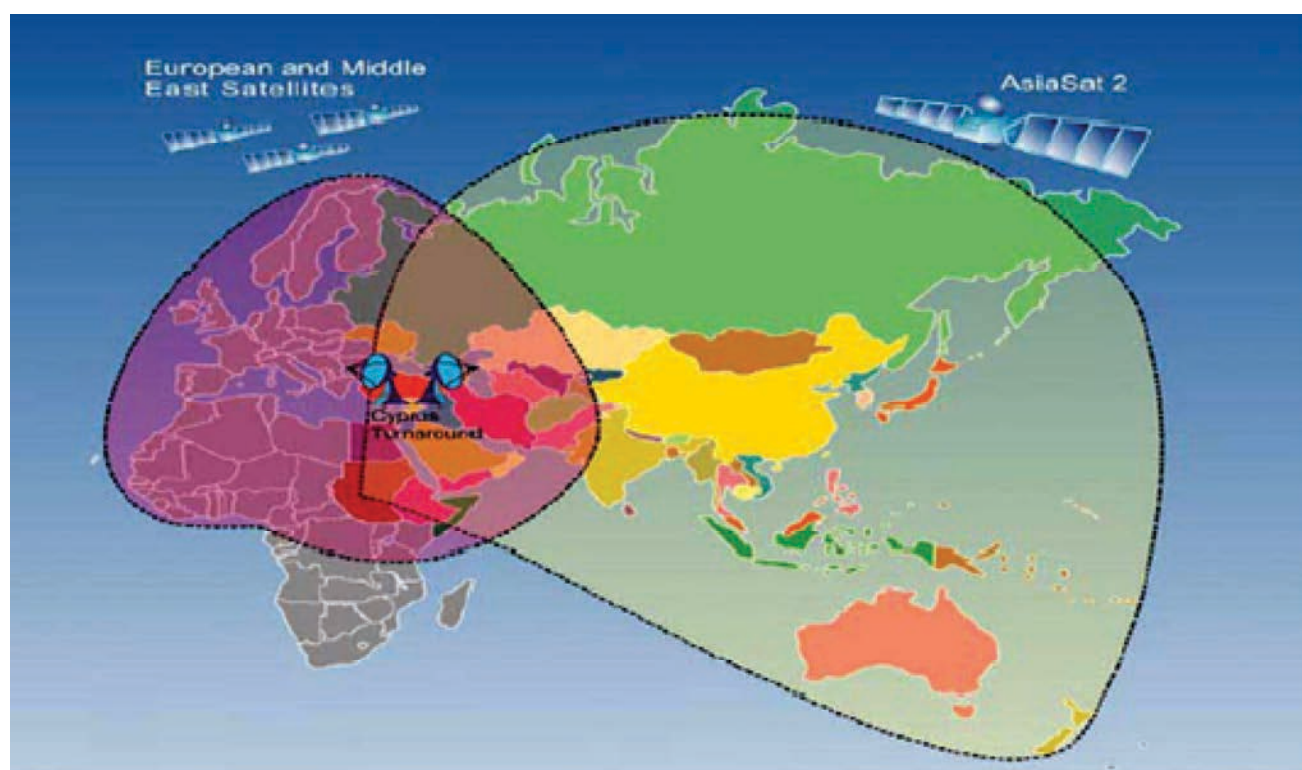 European and Middle
East Satellites
AsiaSat 2
Cyprus
Turnaround